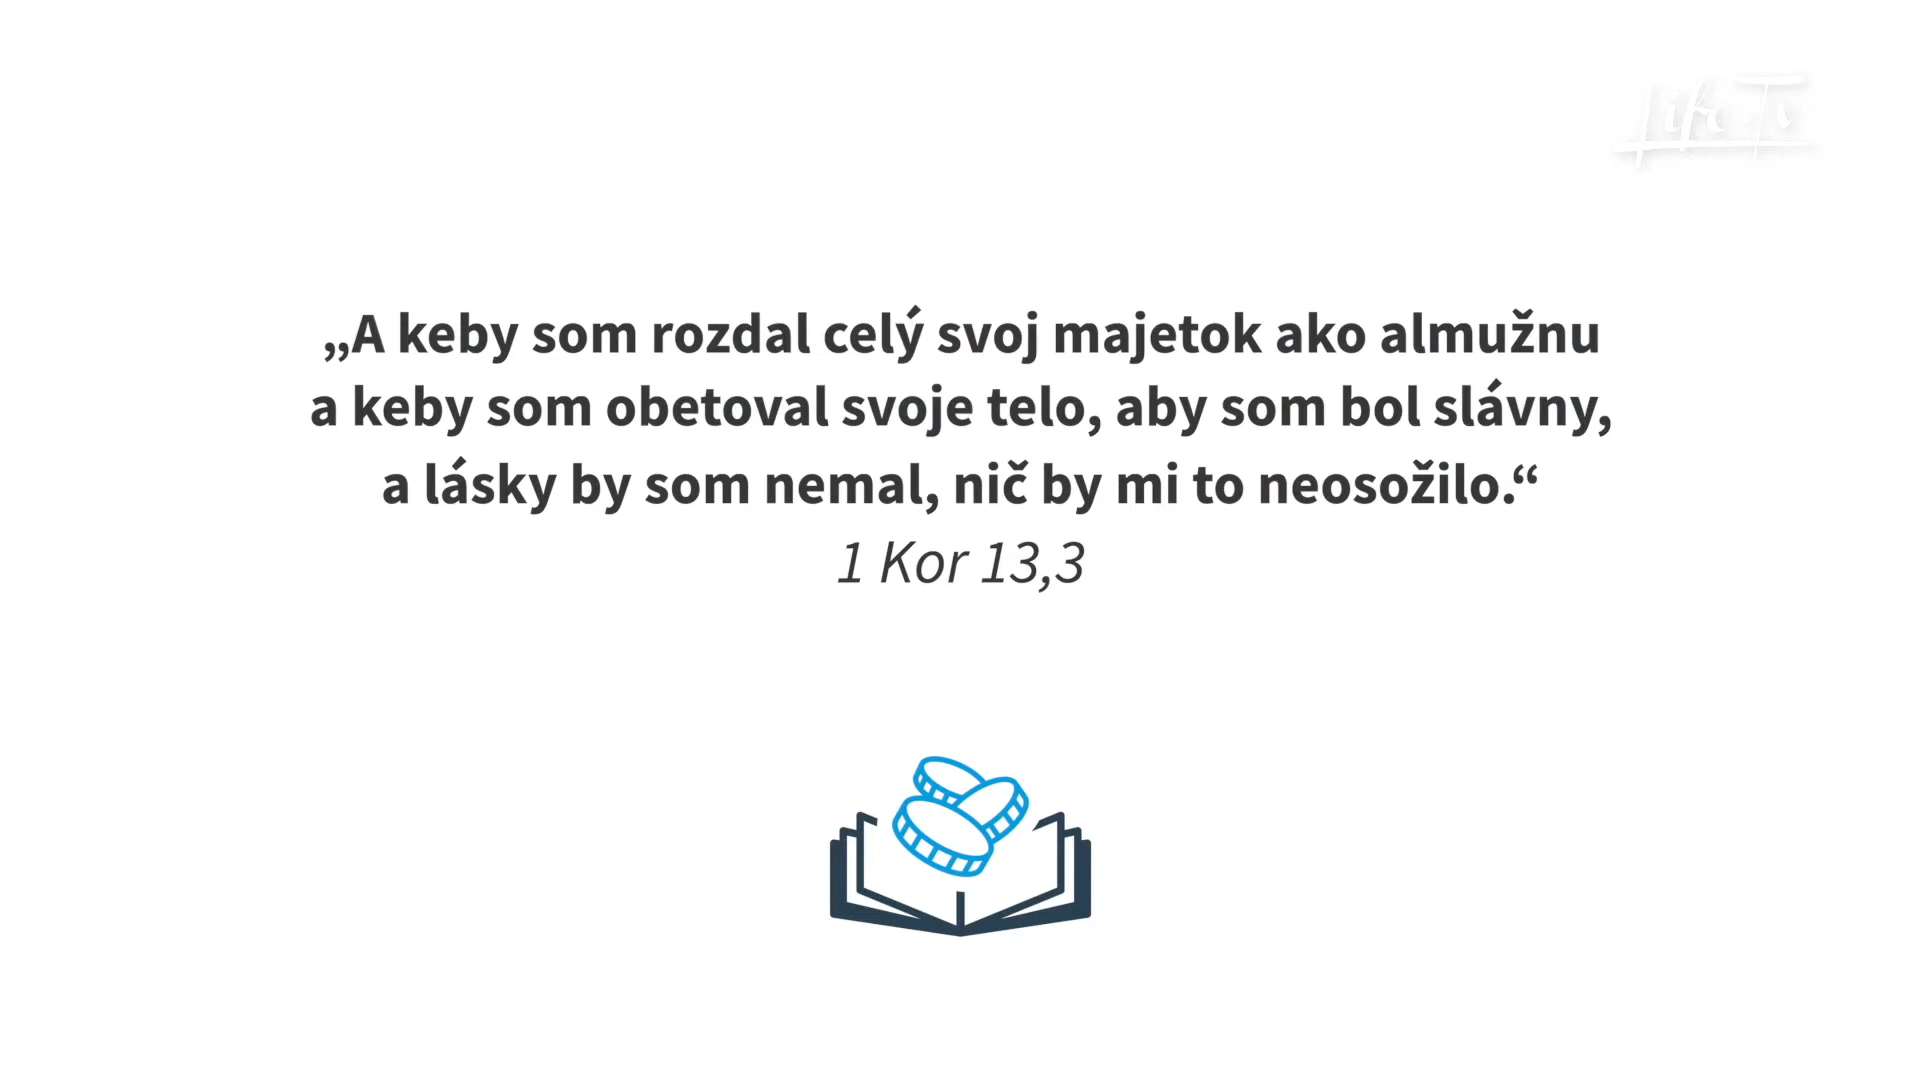 „A keby som rozdal celý svoj majetok ako almužnu
a keby som obetoval svoje telo, aby som bol slávny,
a lásky by som nemal, nič by mi to neosožilo.“
1 Kor 13,3